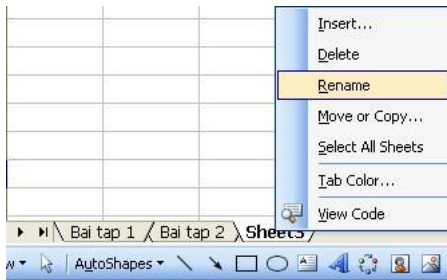 Insert...
Delete
Rename
Move or Copy...
Select All Sheets
Tab Color...
View Code
Bai tap 1 / Bai tap 2 \ Sheet3 /
AutoShapes